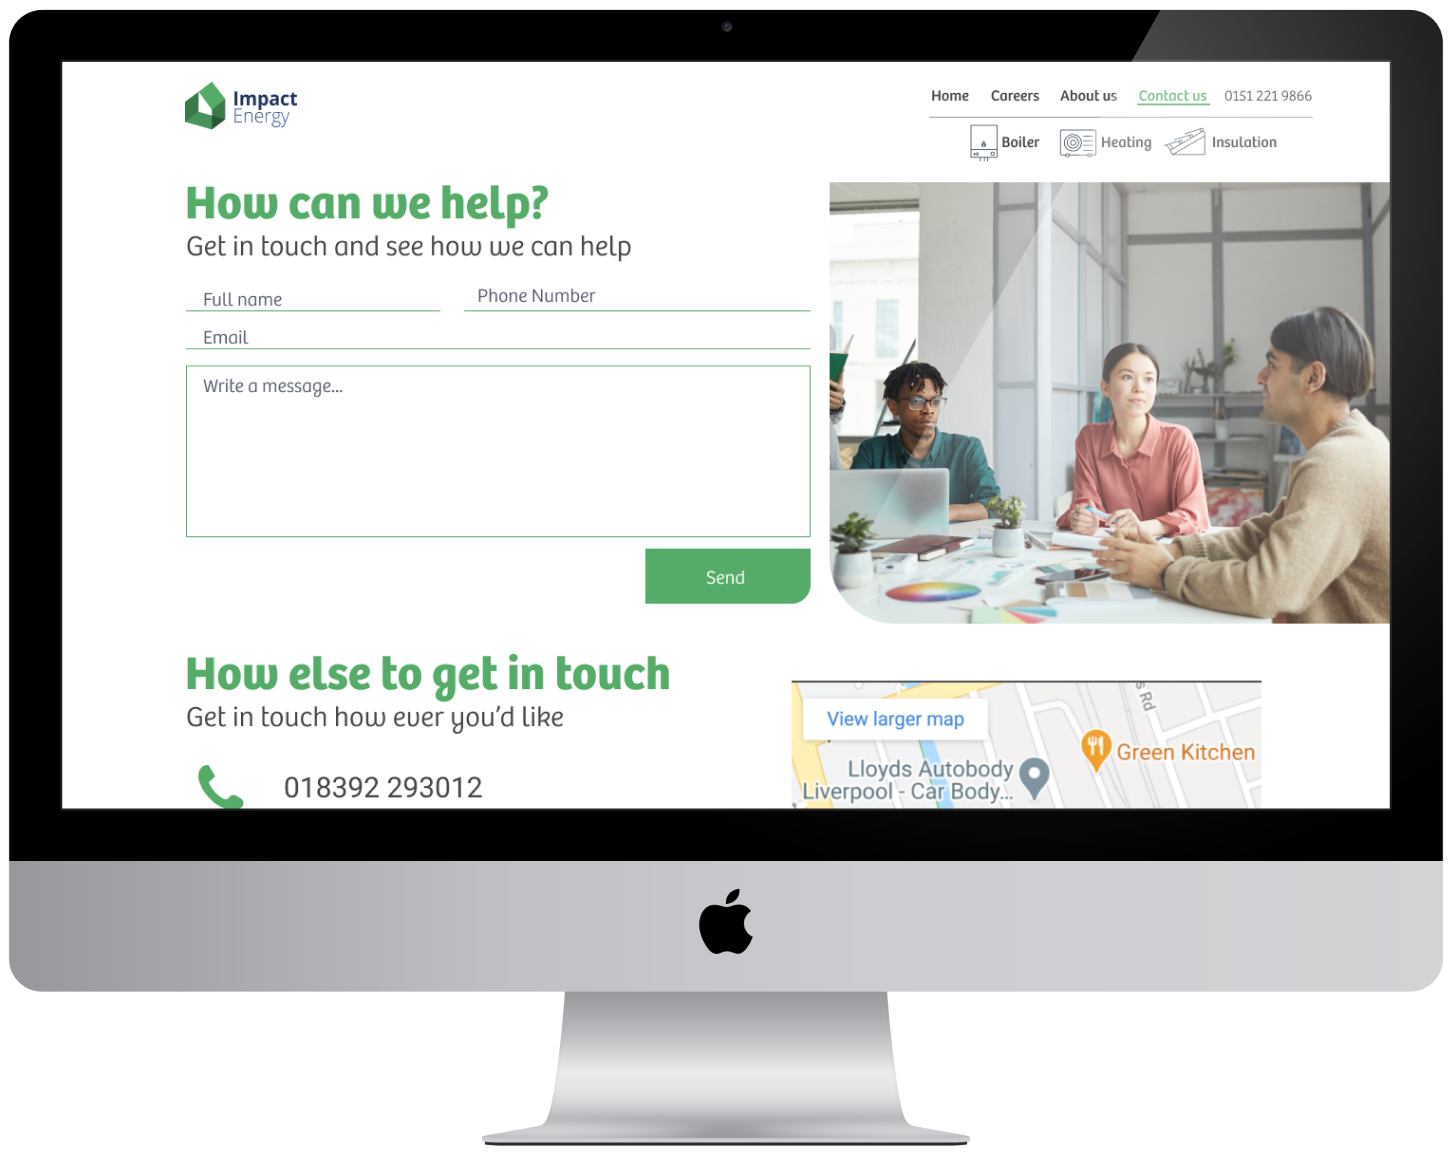 Impact
Energy
Home Careers About us Contact us 0151 221 9866
Boiler Heating Insulation
How can we help?
Get in touch and see how we can help
Full name
Phone Number
Email
Write a message...
Send
How else to get in touch
Get in touch how ever you'd like
018392 293012
View larger map
s Rd
Green Kitchen
Lloyds Autobody
Liverpool - Car Body...